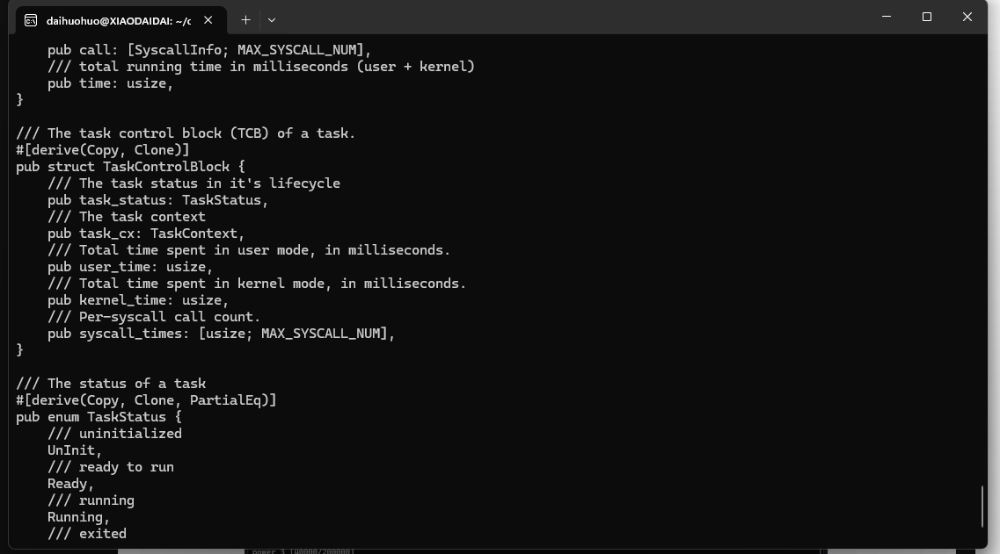 daihuohuo@XIAODAIDAI: ~/c
    pub call: [SyscallInfo; MAX_SYSCALL_NUM],
    /// total running time in milliseconds (user + kernel)
    pub time: usize,
}

/// The task control block (TCB) of a task.
#[derive(Copy, Clone)]
pub struct TaskControlBlock {
    /// The task status in it's lifecycle
    pub task_status: TaskStatus,
    /// The task context
    pub task_cx: TaskContext,
    /// Total time spent in user mode, in milliseconds.
    pub user_time: usize,
    /// Total time spent in kernel mode, in milliseconds.
    pub kernel_time: usize,
    /// Per-syscall call count.
    pub syscall_times: [usize; MAX_SYSCALL_NUM],
}

/// The status of a task
#[derive(Copy, Clone, PartialEq)]
pub enum TaskStatus {
    /// uninitialized
    UnInit,
    /// ready to run
    Ready,
    /// running
    Running,
    /// exited
power 3 [40000/200000]